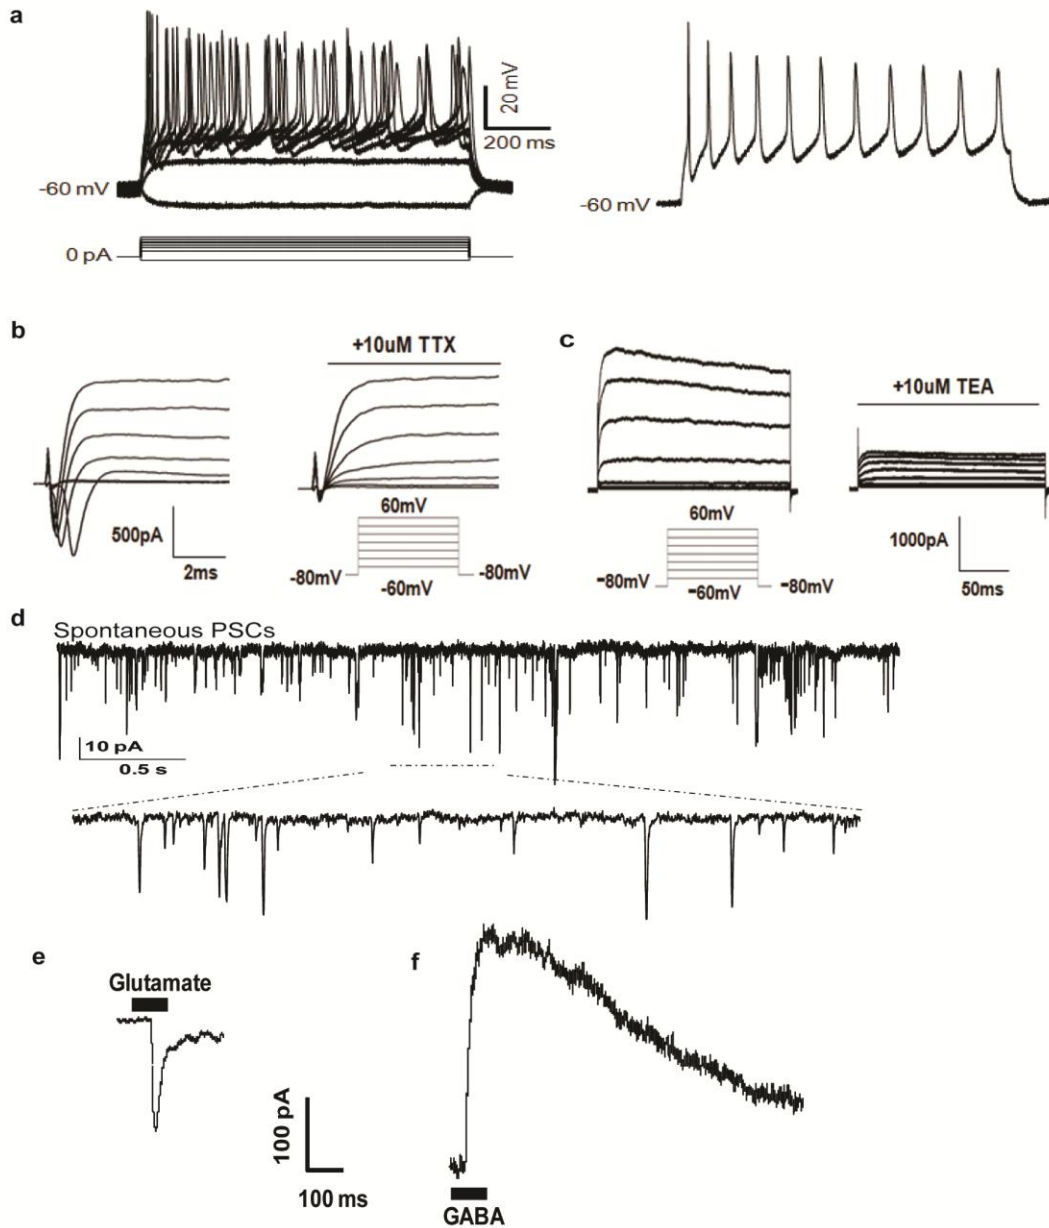 a
20 mV
200 ms
-60 mV
-60 mV
0 pA
b
+10uM TTX
500pA
2ms
60mV
-80mV
-80mV
-60mV
c
+10uM TEA
60mV
-80mV
-80mV
-60mV
1000pA
50ms
d
Spontaneous PSCs
10 pA
0.5 s
e
Glutamate
100 pA
100 ms
f
GABA